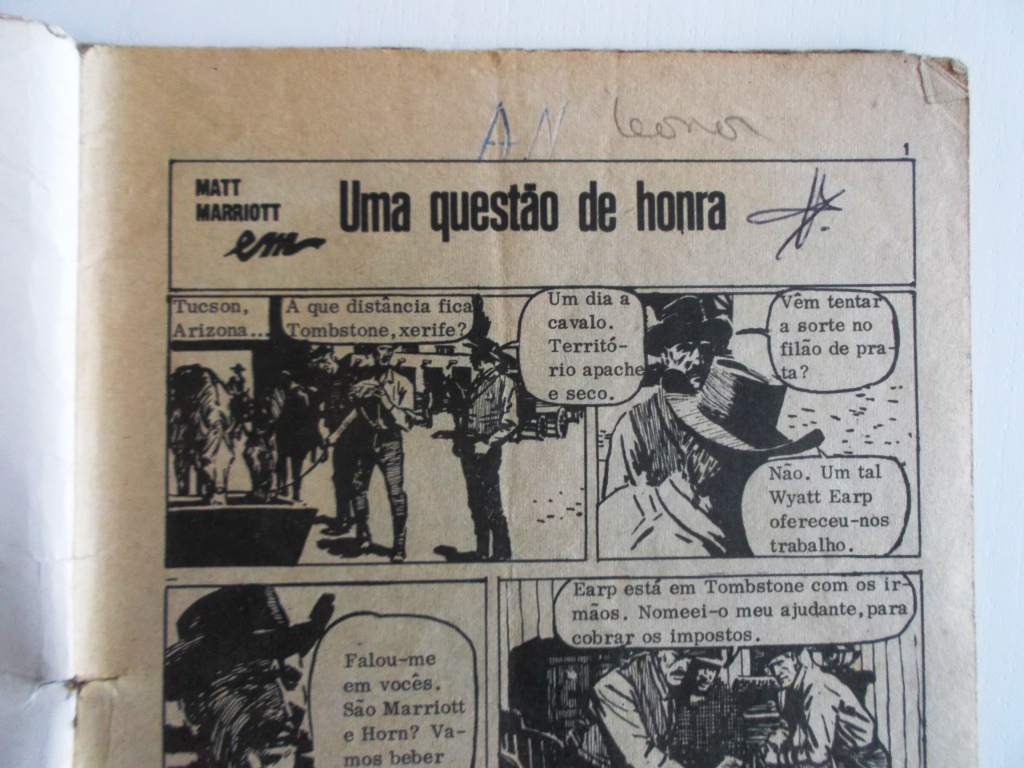 AN Leonor
1
MATT
MARRIOTT
em
Uma questão de honra
Tucson,
Arizona...
A que distância fica
Tombstone, xerife?
Um dia a
cavalo.
Territó-
rio apache
e seco.
Vêm tentar
a sorte no
filão de pra-
ta?
Não. Um tal
Wyatt Earp
ofereceu-nos
trabalho.
Falou-me
em vocês.
São Marriott
e Horn? Va-
mos beber
Earp está em Tombstone com os ir-
mãos. Nomeei-o meu ajudante, para
cobrar os impostos.